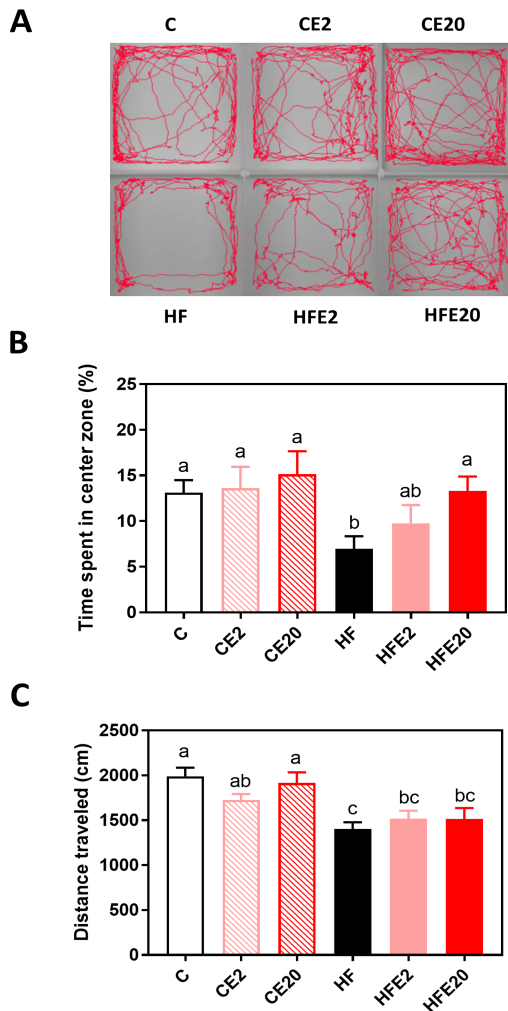 A
C CE2 CE20
HF HFE2 HFE20
B
Time spent in center zone (%)
25
20
15
10
5
0
a a a b ab a
C CE2 CE20 HF HFE2 HFE20
C
Distance traveled (cm)
2500
2000
1500
1000
500
0
a ab a c bc bc
C CE2 CE20 HF HFE2 HFE20